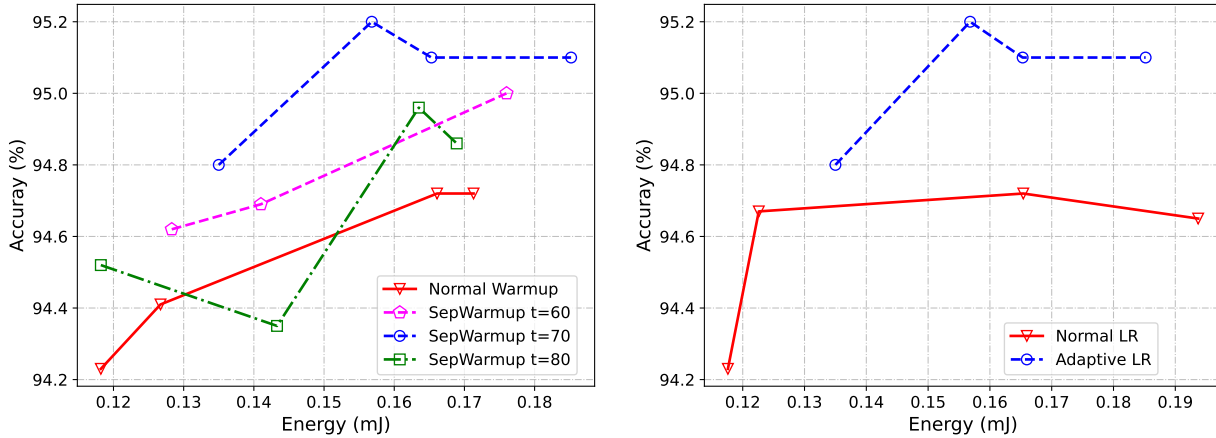 95.2
95.0
94.8
94.6
94.4
94.2
Accuray (%)
0.12 0.13 0.14 0.15 0.16 0.17 0.18
Energy (mJ)
Normal Warmup
SepWarmup t=60
SepWarmup t=70
SepWarmup t=80
95.2
95.0
94.8
94.6
94.4
94.2
Accuray (%)
0.12 0.13 0.14 0.15 0.16 0.17 0.18 0.19
Energy (mJ)
Normal LR
Adaptive LR